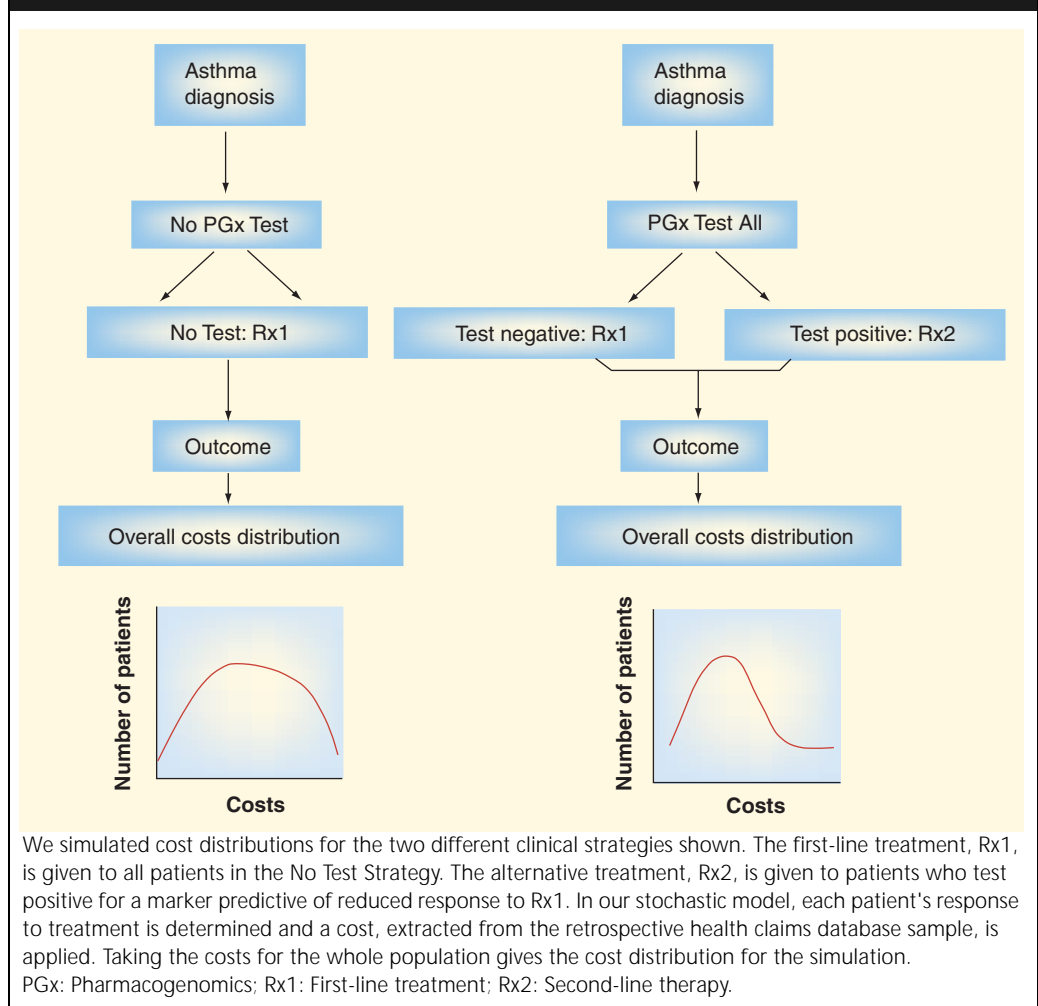 Asthma
diagnosis
No PGx Test
No Test: Rx1
Outcome
Overall costs distribution
Number of patients
Costs
Asthma
diagnosis
PGx Test All
Test negative: Rx1
Test positive: Rx2
Outcome
Overall costs distribution
Number of patients
Costs
We simulated cost distributions for the two different clinical strategies shown. The first-line treatment, Rx1,
is given to all patients in the No Test Strategy. The alternative treatment, Rx2, is given to patients who test
positive for a marker predictive of reduced response to Rx1. In our stochastic model, each patient's response
to treatment is determined and a cost, extracted from the retrospective health claims database sample, is
applied. Taking the costs for the whole population gives the cost distribution for the simulation.
PGx: Pharmacogenomics; Rx1: First-line treatment; Rx2: Second-line therapy.